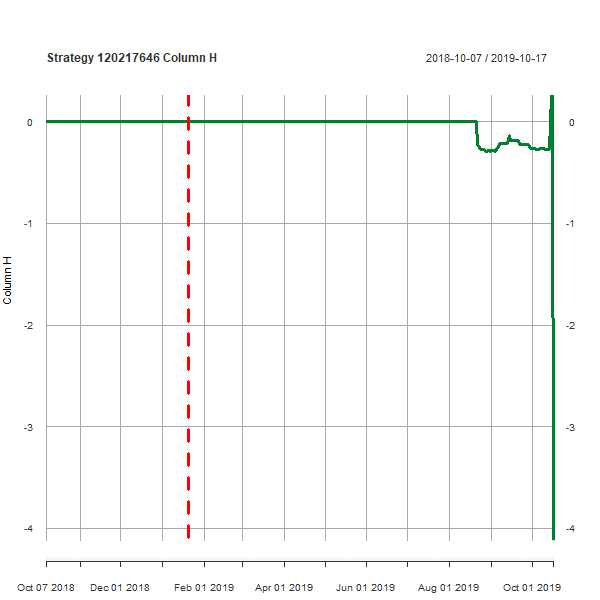 Strategy 120217646 Column H
2018-10-07 / 2019-10-17
0 0
-1 -1
-2 -2
-3 -3
-4 -4
Column H
Oct 07 2018 Dec 01 2018 Feb 01 2019 Apr 01 2019 Jun 01 2019 Aug 01 2019 Oct 01 2019